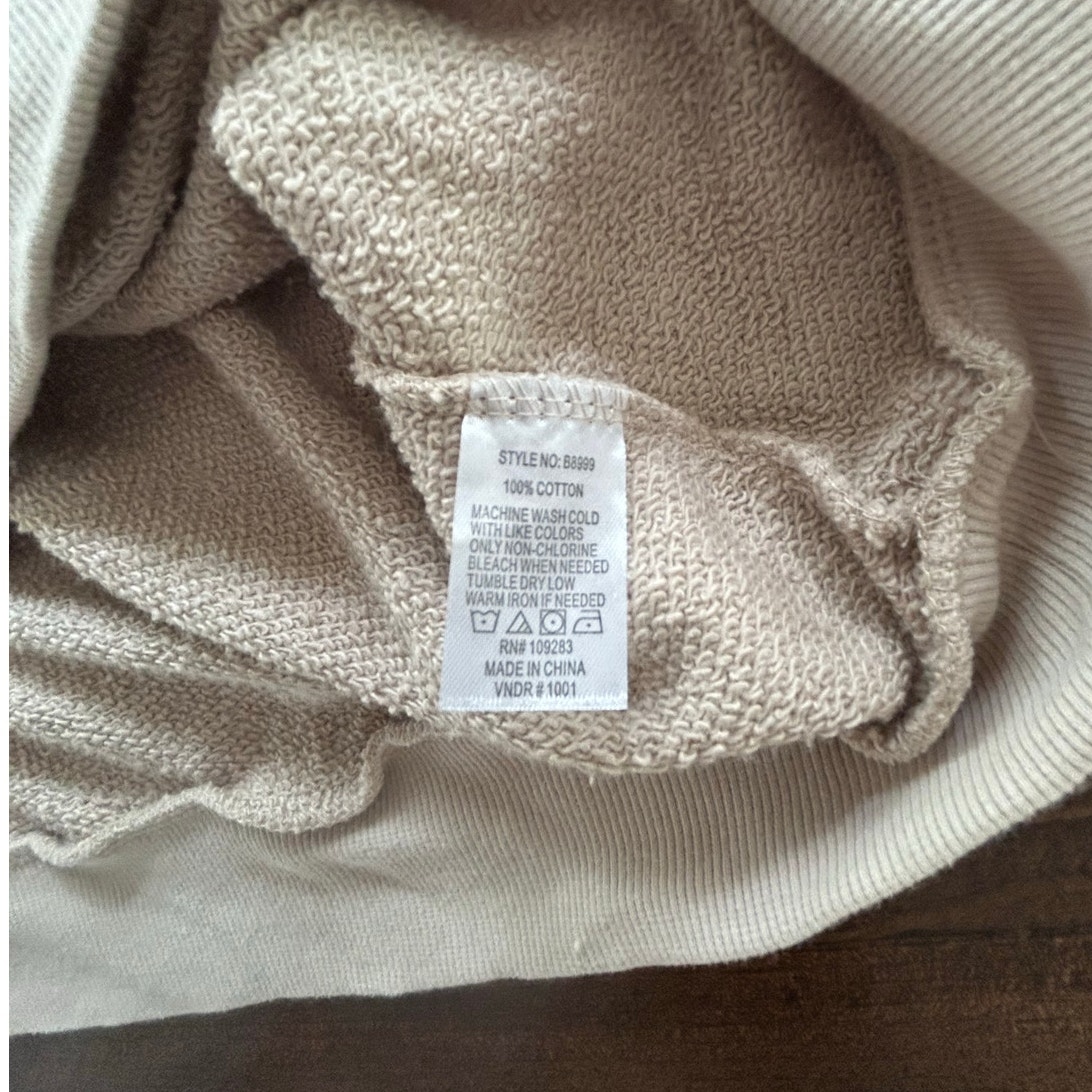 STYLE NO: B8999
100% COTTON
MACHINE WASH COLD
WITH LIKE COLORS
ONLY NON-CHLORINE
BLEACH WHEN NEEDED
TUMBLE DRY LOW
WARM IRON IF NEEDED
RN# 109283
MADE IN CHINA
VNDR # 1001